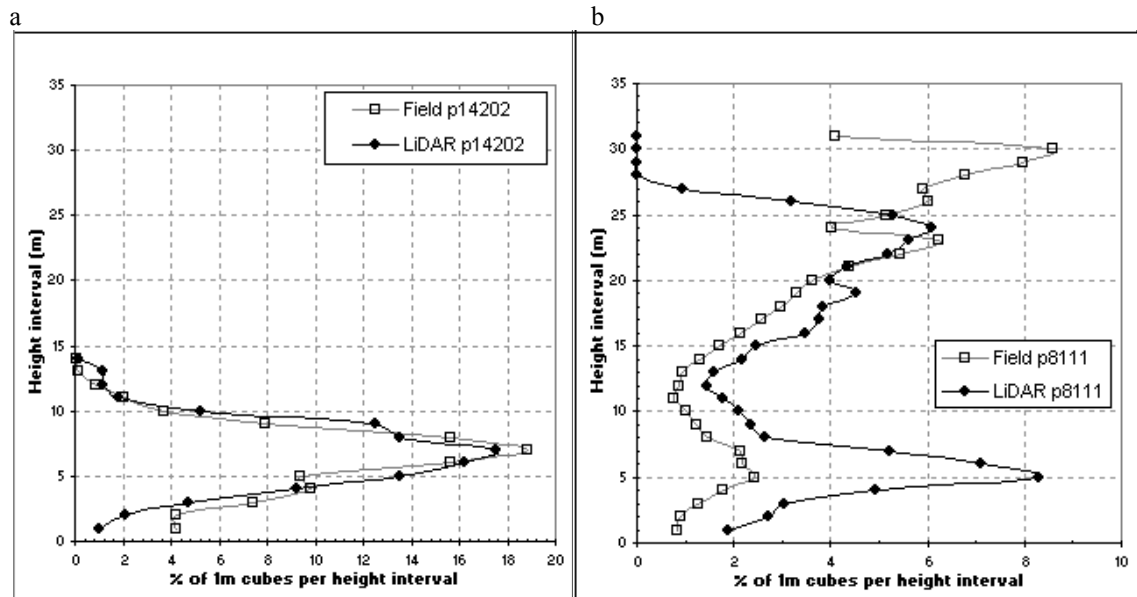 a
b
35
30
25
20
15
10
5
0
Height interval (m)
Field p14202
LiDAR p14202
0 2 4 6 8 10 12 14 16 18 20
% of 1m cubes per height interval
35
30
25
20
15
10
5
0
Height interval (m)
Field p8111
LiDAR p8111
0 2 4 6 8 10
% of 1m cubes per height interval